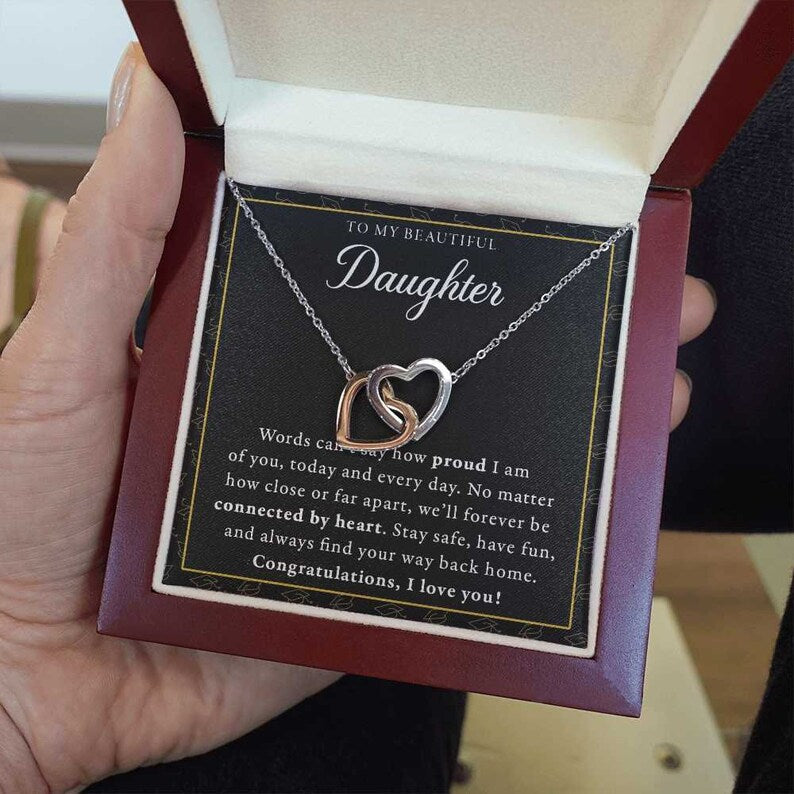 TO MY BEAUTIFUL
Daughter
Words can't say how proud I am
of you, today and every day. No matter
how close or far apart, we'll forever be
connected by heart. Stay safe, have fun,
and always find your way back home.
Congratulations, I love you!